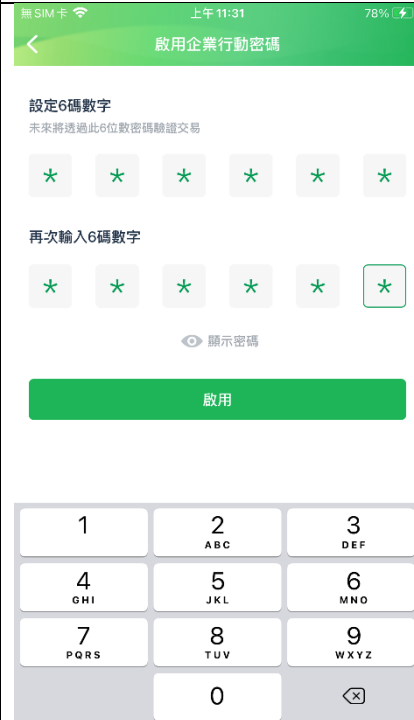 無SIM卡 上午11:31 78%
啟用企業行動密碼
設定6碼數字
未來將透過此6位數密碼驗證交易
* * * * * *
再次輸入6碼數字
* * * * * *
顯示密碼
啟用
1 2 3
ABC DEF
4 5 6
GHI JKL MNO
7 8 9
PQRS TUV WXYZ
0